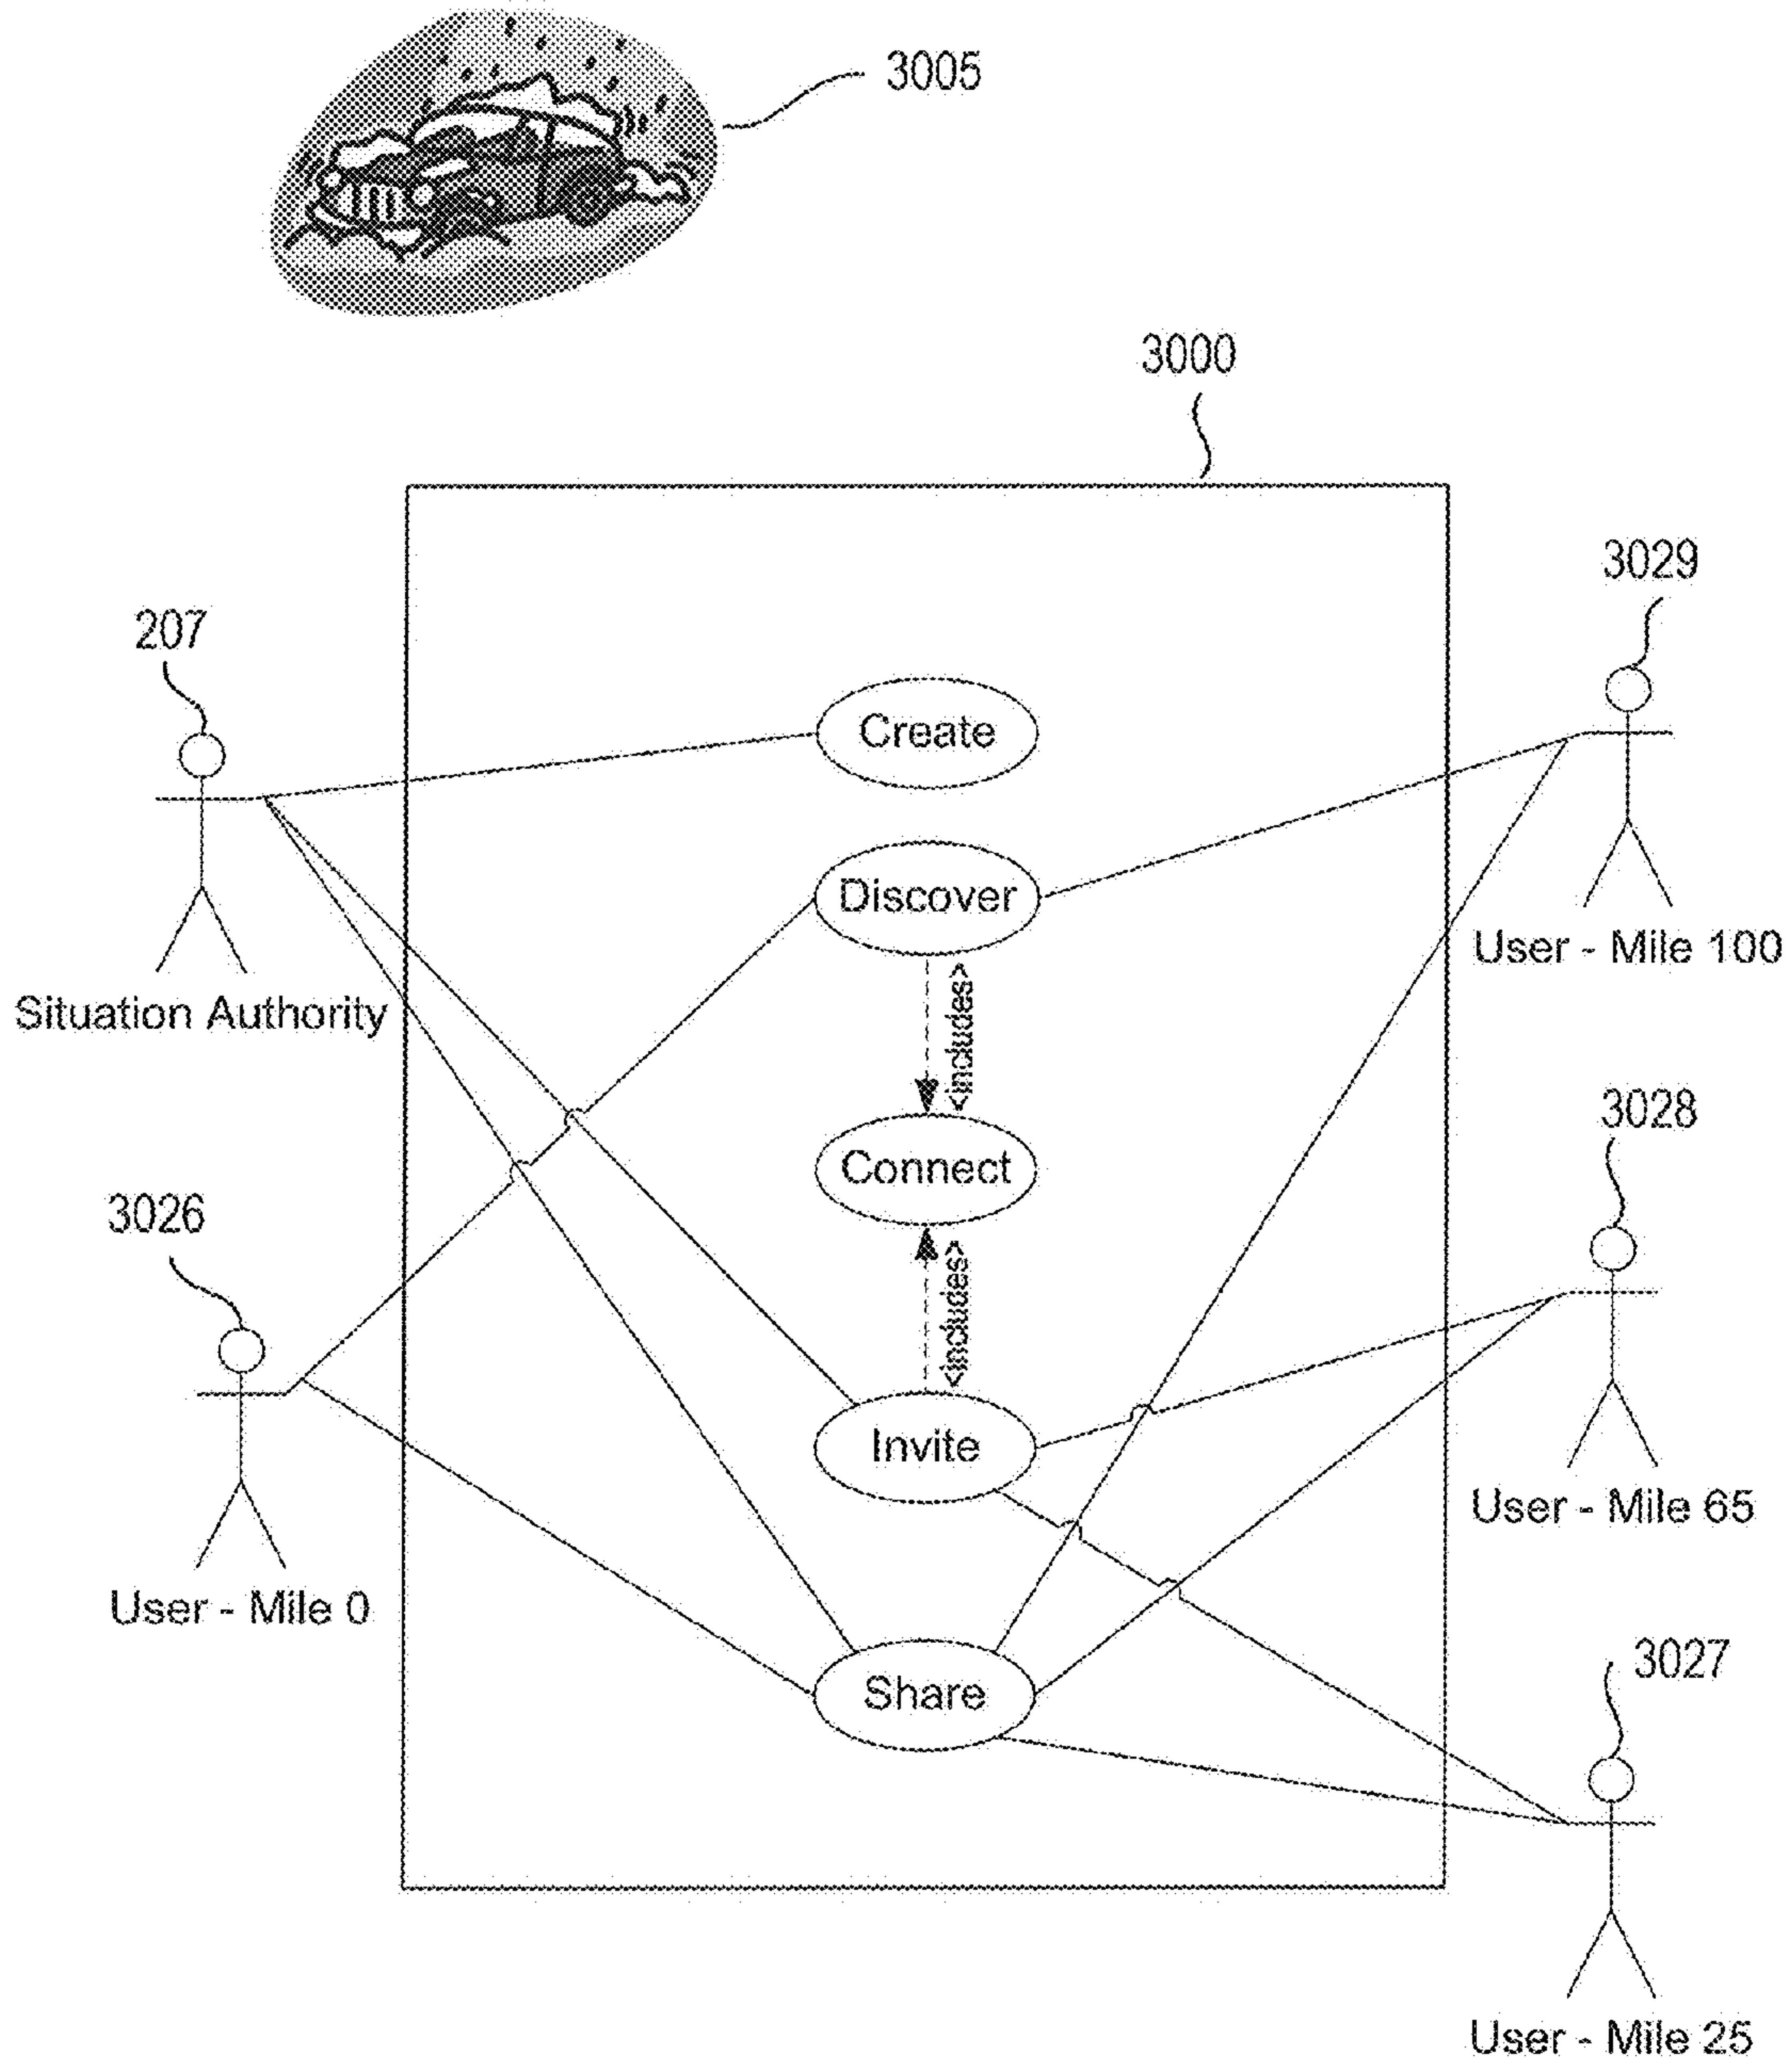 3005
3000
3029
207
Create
Discover
User - Mile 100
Situation Authority
<includes>
3028
Connect
3026
<includes>
Invite
User - Mile 65
User - Mile 0
3027
Share
User - Mile 25